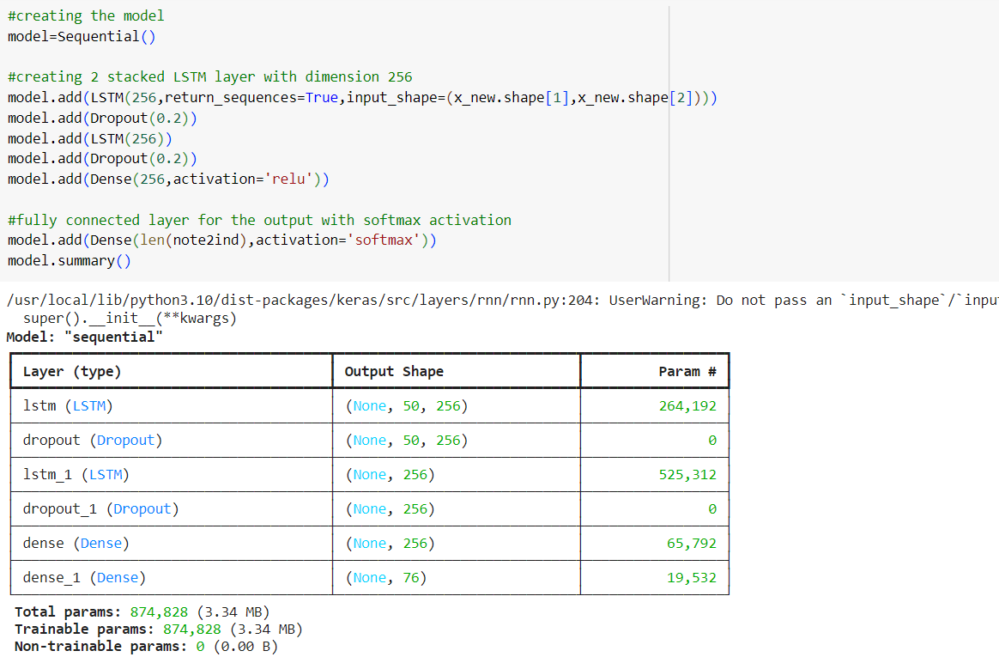 #creating the model
model=Sequential()
#creating 2 stacked LSTM layer with dimension 256
model.add(LSTM(256,return_sequences=True,input_shape=(x_new.shape[1],x_new.shape[2])))
model.add(Dropout(0.2))
model.add(LSTM(256))
model.add(Dropout(0.2))
model.add(Dense(256,activation='relu'))
#fully connected layer for the output with softmax activation
model.add(Dense(len(note2ind),activation='softmax'))
model.summary()
/usr/local/lib/python3.10/dist-packages/keras/src/layers/rnn/rnn.py:204: UserWarning: Do not pass an `input_shape`/`input
super().__init__(**kwargs)
Model: "sequential"
Layer (type) Output Shape Param #
lstm (LSTM) (None, 50, 256) 264,192
dropout (Dropout) (None, 50, 256) 0
lstm_1 (LSTM) (None, 256) 525,312
dropout_1 (Dropout) (None, 256) 0
dense (Dense) (None, 256) 65,792
dense_1 (Dense) (None, 76) 19,532
Total params: 874,828 (3.34 MB)
Trainable params: 874,828 (3.34 MB)
Non-trainable params: 0 (0.00 B)